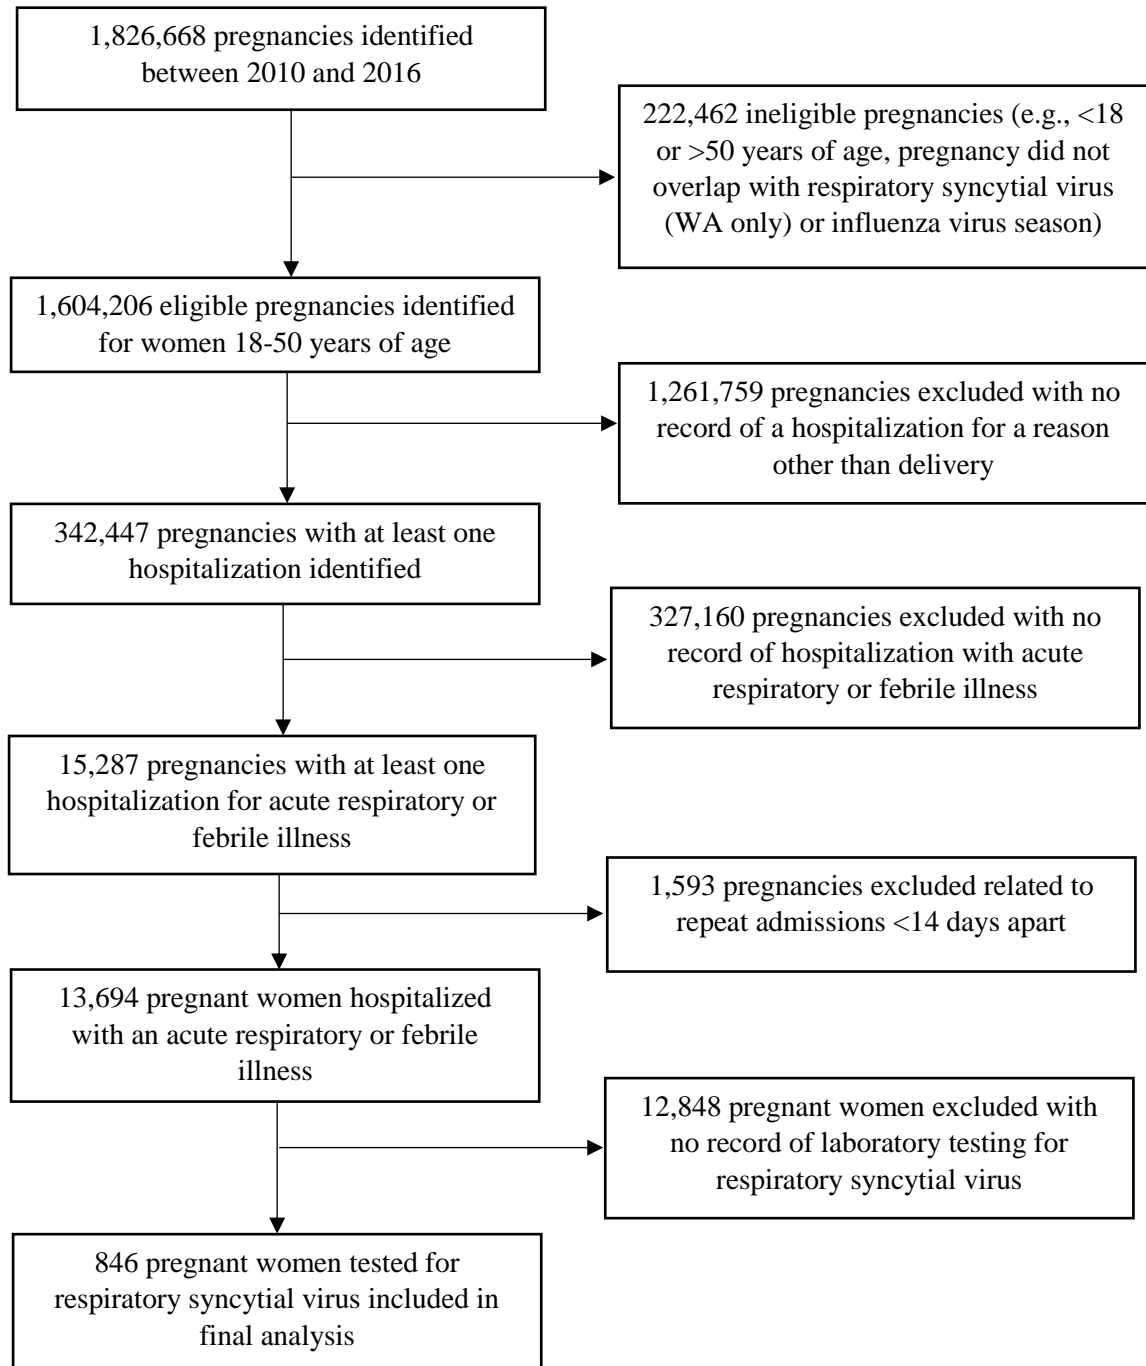 1,826,668 pregnancies identified
between 2010 and 2016
222,462 ineligible pregnancies (e.g., <18
or >50 years of age, pregnancy did not
overlap with respiratory syncytial virus
(WA only) or influenza virus season)
1,604,206 eligible pregnancies identified
for women 18-50 years of age
1,261,759 pregnancies excluded with no
record of a hospitalization for a reason
other than delivery
342,447 pregnancies with at least one
hospitalization identified
327,160 pregnancies excluded with no
record of hospitalization with acute
respiratory or febrile illness
15,287 pregnancies with at least one
hospitalization for acute respiratory or
febrile illness
1,593 pregnancies excluded related to
repeat admissions <14 days apart
13,694 pregnant women hospitalized
with an acute respiratory or febrile
illness
12,848 pregnant women excluded with
no record of laboratory testing for
respiratory syncytial virus
846 pregnant women tested for
respiratory syncytial virus included in
final analysis